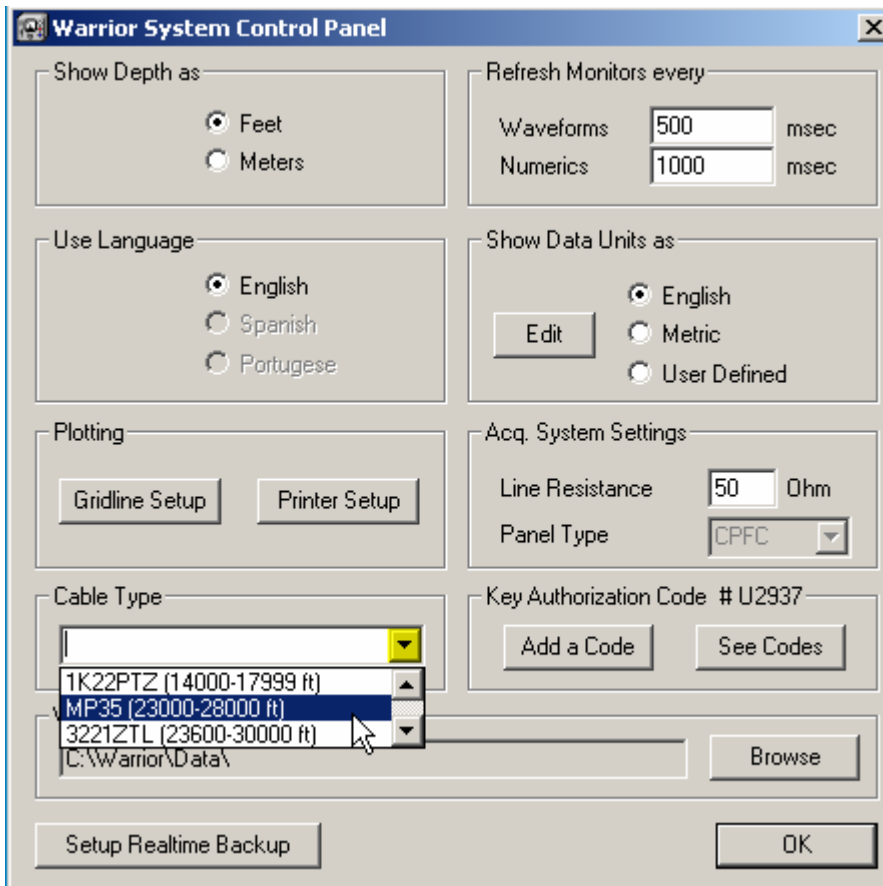 Warrior System Control Panel
Show Depth as
Feet
Meters
Refresh Monitors every
Waveforms 500 msec
Numerics 1000 msec
Use Language
English
Spanish
Portugese
Show Data Units as
Edit
English
Metric
User Defined
Plotting
Gridline Setup Printer Setup
Acq. System Settings
Line Resistance 50 Ohm
Panel Type CPFC
Cable Type
1K22PTZ (14000-17999 ft)
MP35 (23000-28000 ft)
3221ZTL (23600-30000 ft)
Key Authorization Code # U2937
Add a Code See Codes
C:\Warrior\Data\
Browse
Setup Realtime Backup
OK